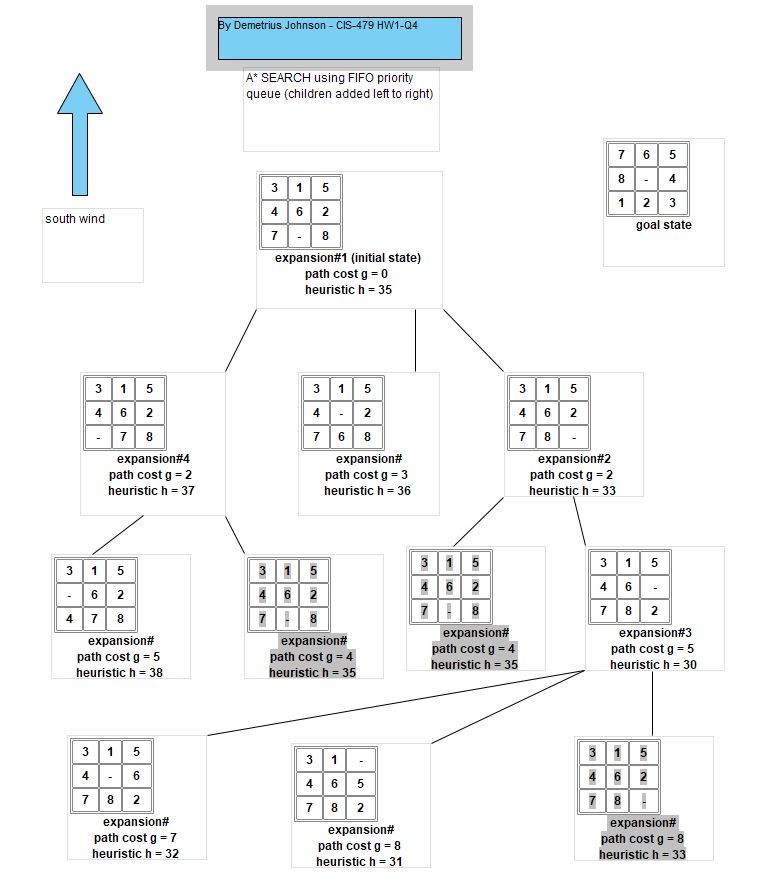 By Demetrius Johnson - CIS-479 HW1-Q4
A* SEARCH using FIFO priority
queue (children added left to right)
south wind
7 6 5
8 - 4
1 2 3
goal state
3 1 5
4 6 2
7 - 8
expansion#1 (initial state)
path cost g = 0
heuristic h = 35
3 1 5
4 6 2
- 7 8
expansion#4
path cost g = 2
heuristic h = 37
3 1 5
4 - 2
7 6 8
expansion#
path cost g = 3
heuristic h = 36
3 1 5
4 6 2
7 8 -
expansion#2
path cost g = 2
heuristic h = 33
3 1 5
- 6 2
4 7 8
expansion#
path cost g = 5
heuristic h = 38
3 1 5
4 6 2
7 - 8
expansion#
path cost g = 4
heuristic h = 35
3 1 5
4 6 2
7 - 8
expansion#
path cost g = 4
heuristic h = 35
3 1 5
4 6 -
7 8 2
expansion#3
path cost g = 5
heuristic h = 30
3 1 5
4 - 6
7 8 2
expansion#
path cost g = 7
heuristic h = 32
3 1 -
4 6 5
7 8 2
expansion#
path cost g = 8
heuristic h = 31
3 1 5
4 6 2
7 8 -
expansion#
path cost g = 8
heuristic h = 33